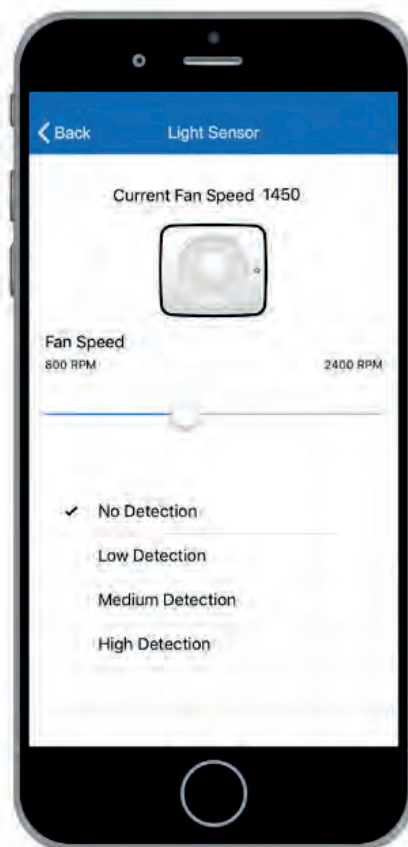 Back Light Sensor
Current Fan Speed 1450
Fan Speed
800 RPM 2400 RPM
No Detection
Low Detection
Medium Detection
High Detection